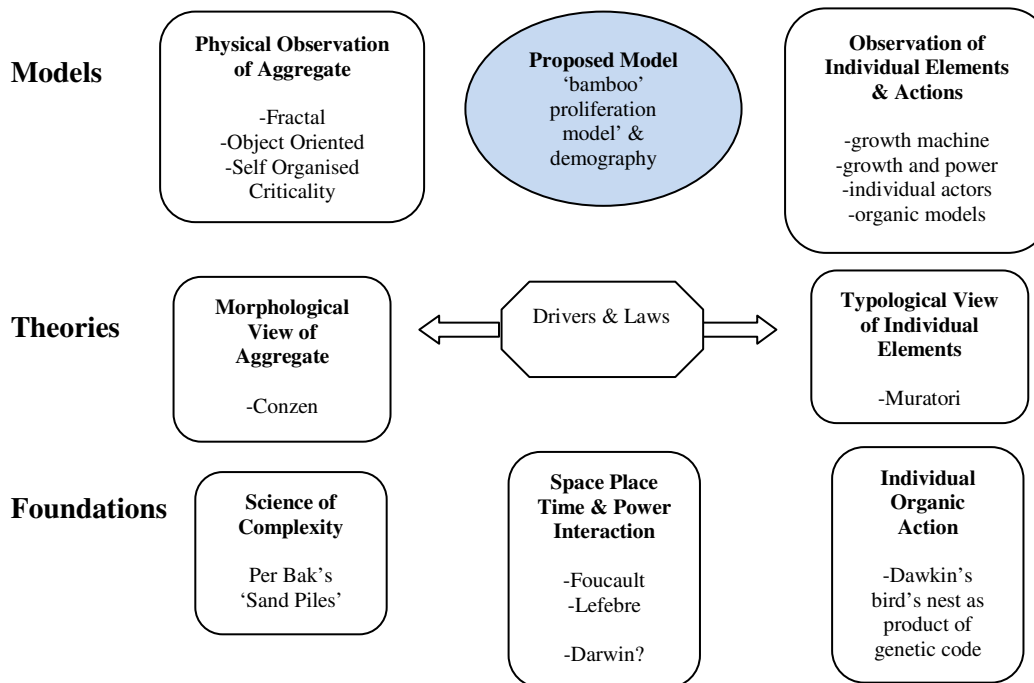 Models
Physical Observation
of Aggregate
-Fractal
-Object Oriented
-Self Organised
Criticality
Proposed Model
‘bamboo’
proliferation
model’ &
demography
Observation of
Individual Elements
& Actions
-growth machine
-growth and power
-individual actors
-organic models
Theories
Morphological
View of
Aggregate
-Conzen
Drivers & Laws
Typological View
of Individual
Elements
-Muratori
Foundations
Science of
Complexity
Per Bak’s
‘Sand Piles’
Space Place
Time & Power
Interaction
-Foucault
-Lefebre
-Darwin?
Individual
Organic
Action
-Dawkin’s
bird’s nest as
product of
genetic code